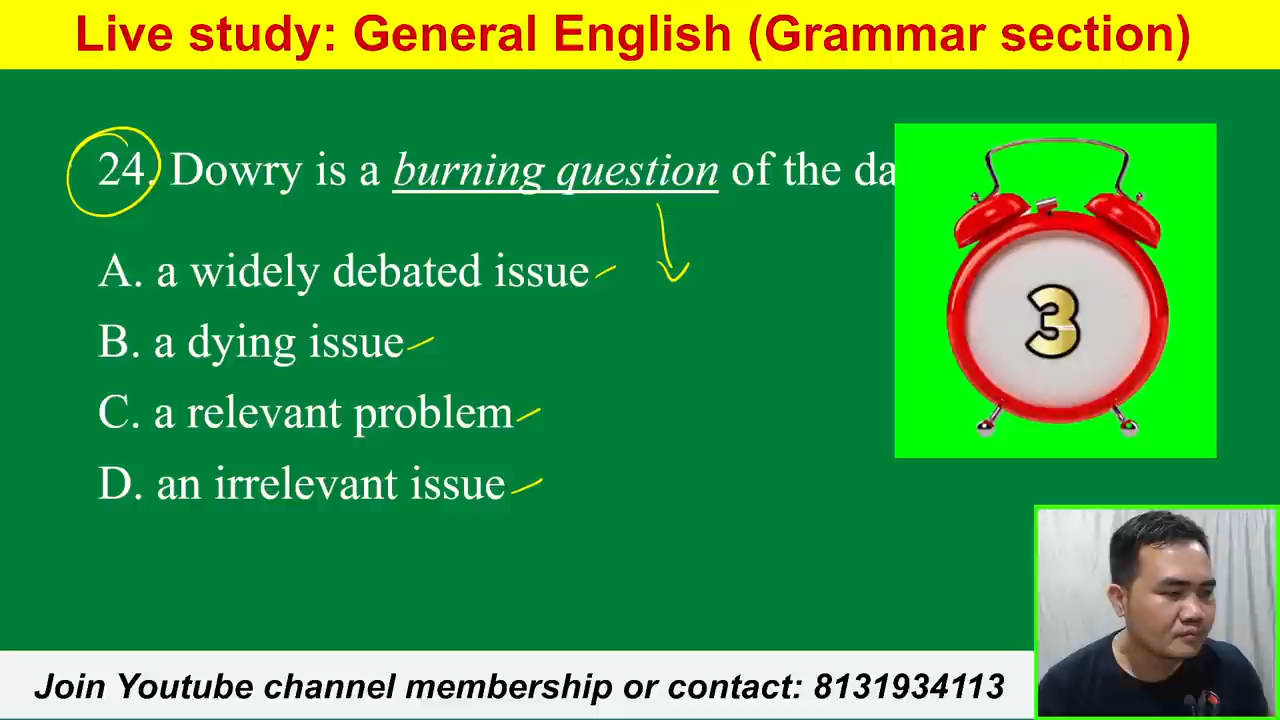 Live study: General English (Grammar section)
24. Dowry is a burning question of the da
A. a widely debated issue
B. a dying issue
C. a relevant problem
D. an irrelevant issue
3
Join Youtube channel membership or contact: 8131934113